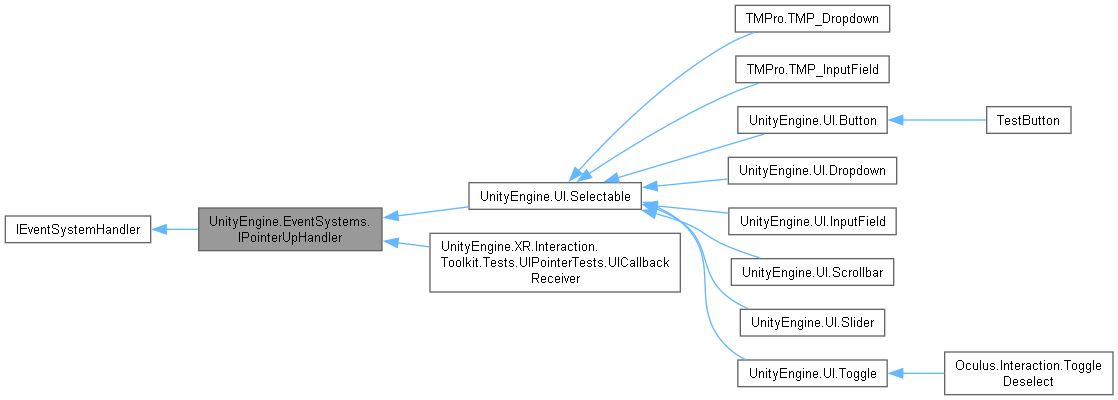 TMPro.TMP_Dropdown
TMPro.TMP_InputField
UnityEngine.UI.Button
TestButton
UnityEngine.UI.Dropdown
UnityEngine.UI.Selectable
UnityEngine.EventSystems.
IPointerUpHandler
IEventSystemHandler
UnityEngine.UI.InputField
UnityEngine.XR.Interaction.
Toolkit.Tests.UIPointerTests.UICallback
Receiver
UnityEngine.UI.Scrollbar
UnityEngine.UI.Slider
UnityEngine.UI.Toggle
Oculus.Interaction.Toggle
Deselect